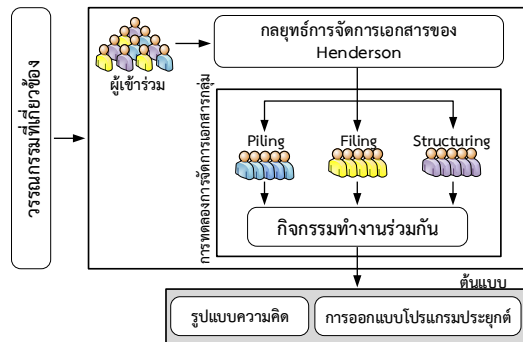 วรรณกรรมที่เกี่ยวข้อง
ผู้เข้าร่วม
กลยุทธ์การจัดการเอกสารของ
Henderson
การทดลองการจัดการเอกสารกลุ่ม
Piling
Filing
Structuring
กิจกรรมทำงานร่วมกัน
ต้นแบบ
รูปแบบความคิด
การออกแบบโปรแกรมประยุกต์